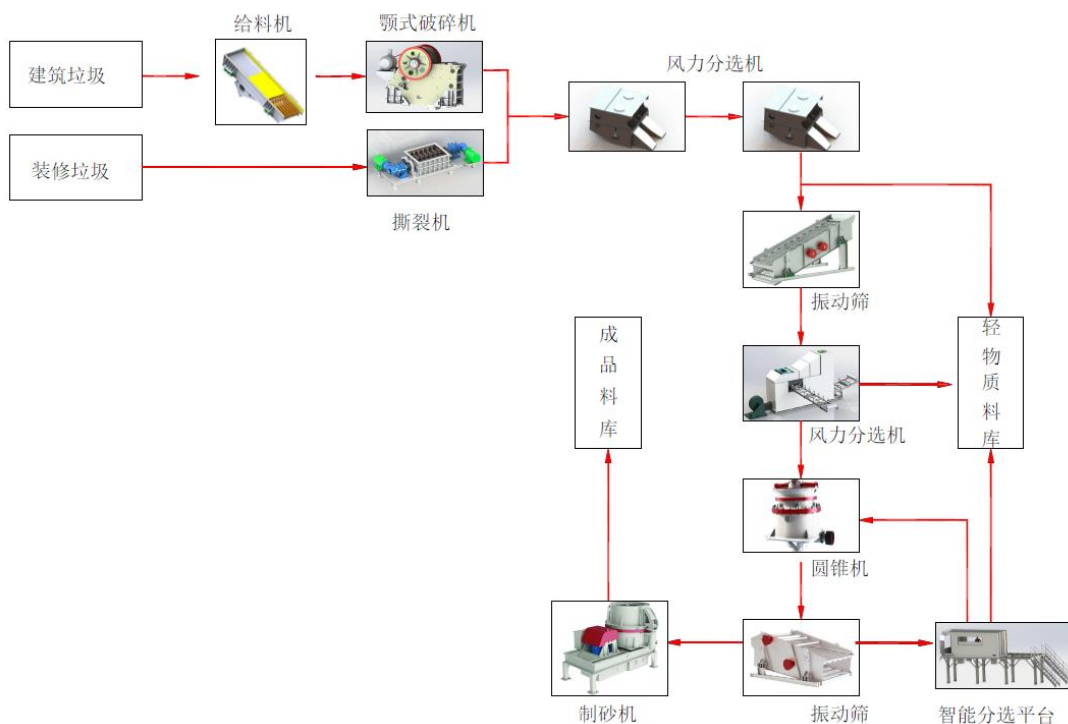 给料机
颚式破碎机
建筑垃圾
风力分选机
装修垃圾
撕裂机
振动筛
成品料库
轻物质料库
风力分选机
圆锥机
制砂机
振动筛
智能分选平台